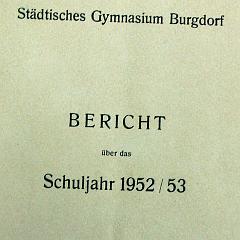 Städtisches Gymnasium Burgdorf
BERICHT
über das
Schuljahr 1952/53